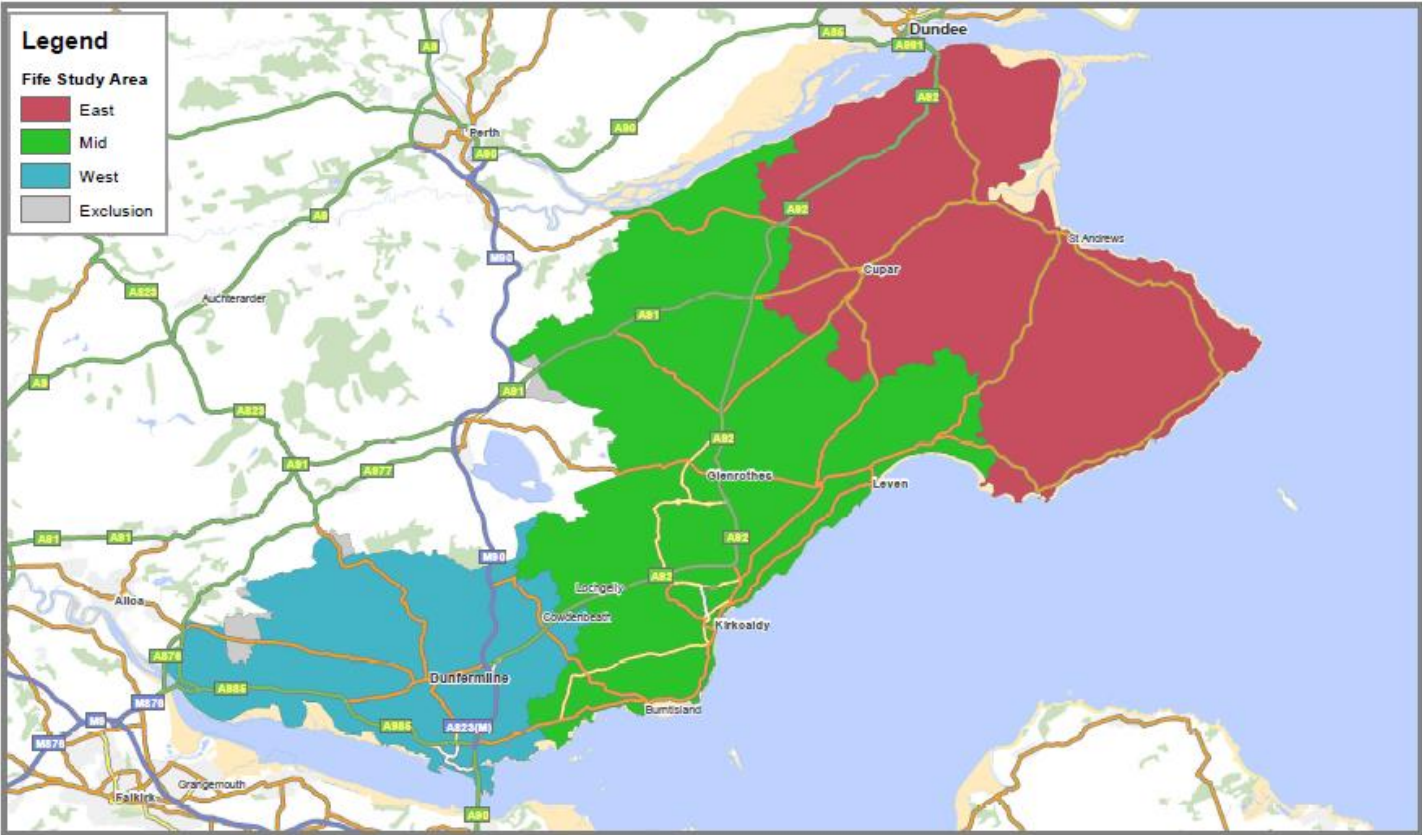 Legend
Fife Study Area
East
Mid
West
Exclusion
Dundee
A85
A991
A9
A92
Perth
A90
A90
A92
A9
St Andrews
M90
Cupar
A823
Auchterarder
A91
A9
A91
A823
A92
A91
A977
Glenrothes
Leven
A91
A91
A92
M90
A92
Lochgelly
Alloa
Cowdenbeath
Kirkcaldy
A876
Dunfermline
A985
M876
Burntisland
M9
A985
A823(M)
M876
Grangemouth
Falkirk
A90